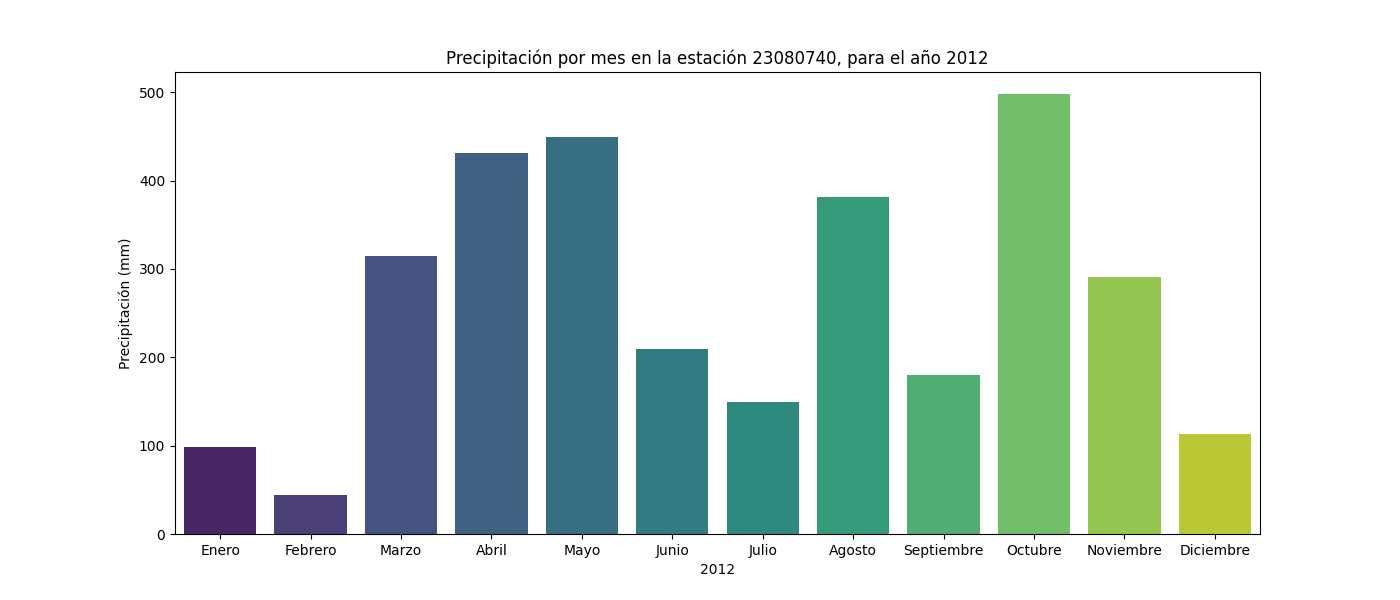 Precipitación por mes en la estación 23080740, para el año 2012
Precipitación (mm)
500
400
300
200
100
0
Enero Febrero Marzo Abril Mayo Junio Julio Agosto Septiembre Octubre Noviembre Diciembre
2012